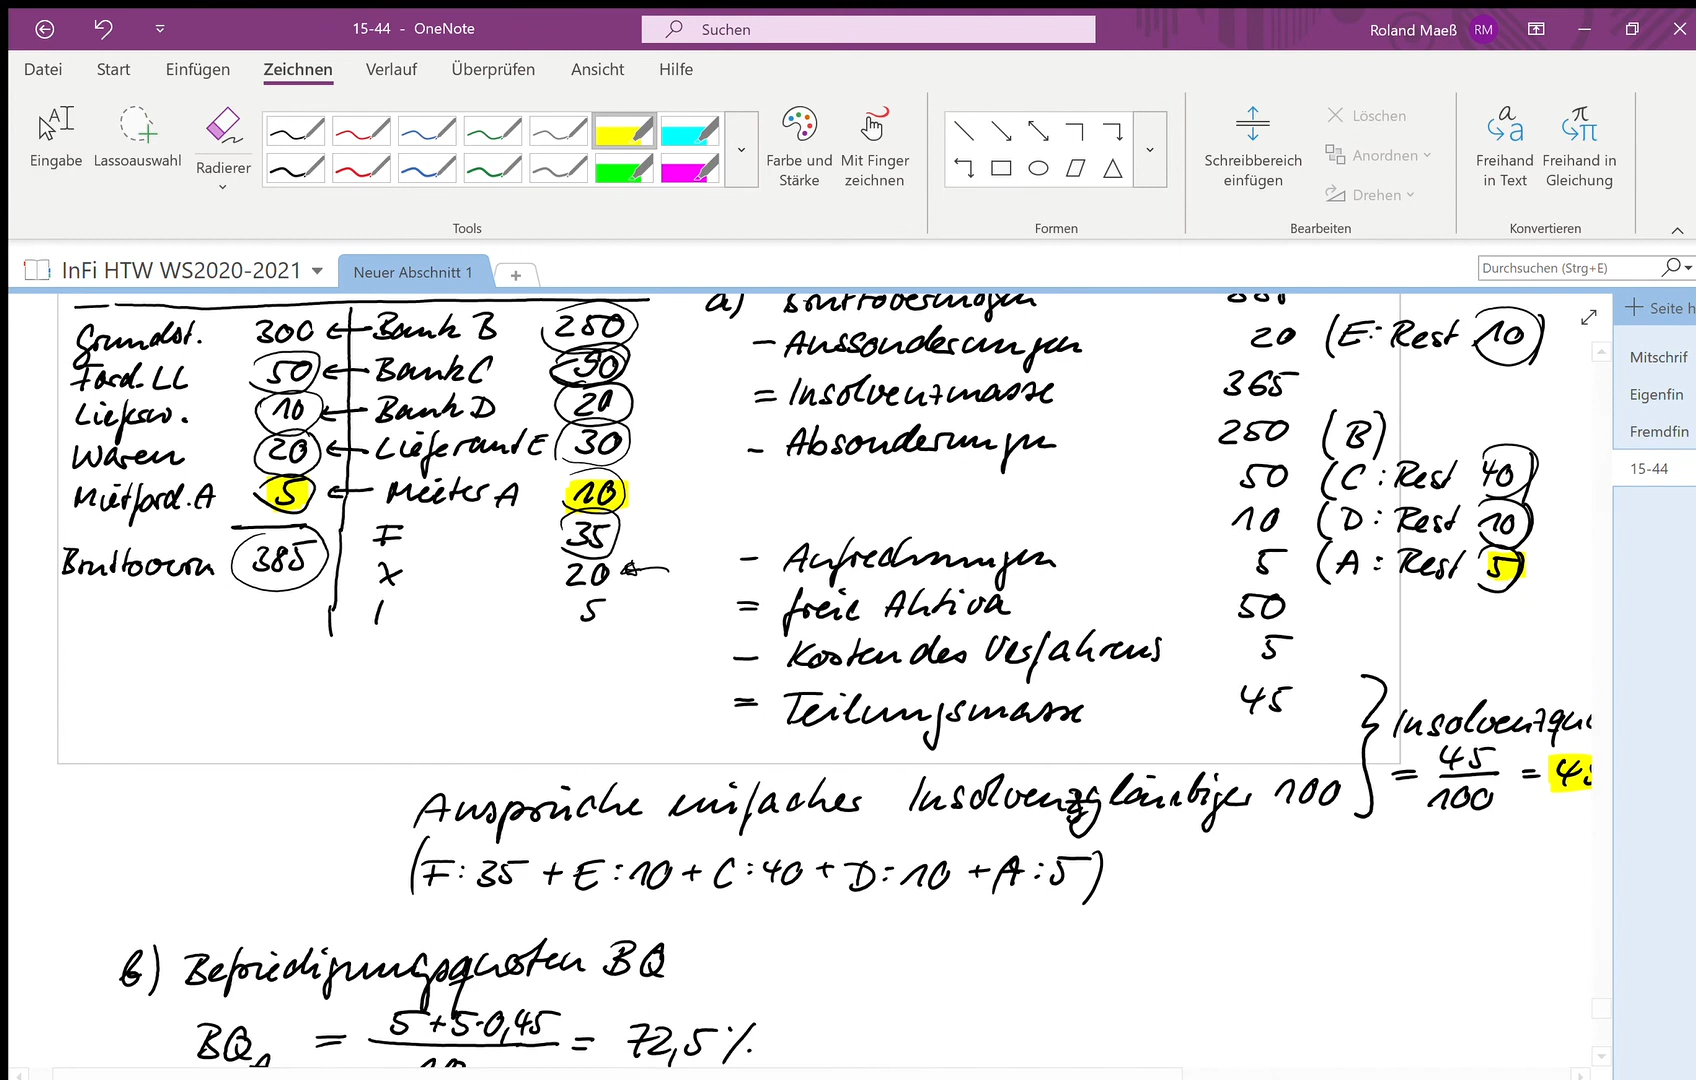 15-44 - OneNote
Suchen
Roland Maeß RM
Datei Start Einfügen Zeichnen Verlauf Überprüfen Ansicht Hilfe
Eingabe Lassoauswahl Radierer
Farbe und Stärke
Mit Finger zeichnen
Schreibbereich einfügen
Löschen
Anordnen
Drehen
Freihand in Text
Freihand in Gleichung
Tools Formen Bearbeiten Konvertieren
InFi HTW WS2020-2021 Neuer Abschnitt 1 +
Durchsuchen (Strg+E)
Seite h
Mitschrif
Eigenfin
Fremdfin
15-44
Grundst. 300 ← Bank B 250
Ford. LL 50 ← Bank C 90
Liefsw. 10 ← Bank D 20
Waren 20 ← Lieferant E 30
Mietford. A 5 ← Mieter A 10
F 35
Bruttoverm 385 X 20 ←
I 5
a) Bruttovermögen
- Aussonderungen 20 (E: Rest 10)
= Insolvenzmasse 365
- Absonderungen 250 (B)
50 (C: Rest 40)
10 (D: Rest 10)
- Aufrechnungen 5 (A: Rest 5)
= freie Aktiva 50
- Kosten des Verfahrens 5
= Teilungsmasse 45
Ansprüche einfacher Insolvenzgläubiger 100
(F: 35 + E: 10 + C: 40 + D: 10 + A: 5)
Insolvenzqu
= 45/100 =
b) Befriedigungsquoten BQ
BQ_A = 5 + 5·0,45 / 10 = 72,5 %